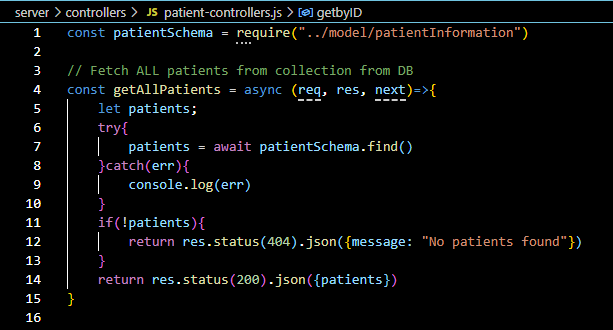 server > controllers > JS patient-controllers.js > getbyID
1 const patientSchema = require("../model/patientInformation")
2
3 // Fetch ALL patients from collection from DB
4 const getAllPatients = async (req, res, next)=>{
5 let patients;
6 try{
7 patients = await patientSchema.find()
8 }catch(err){
9 console.log(err)
10 }
11 if(!patients){
12 return res.status(404).json({message: "No patients found"})
13 }
14 return res.status(200).json({patients})
15 }
16